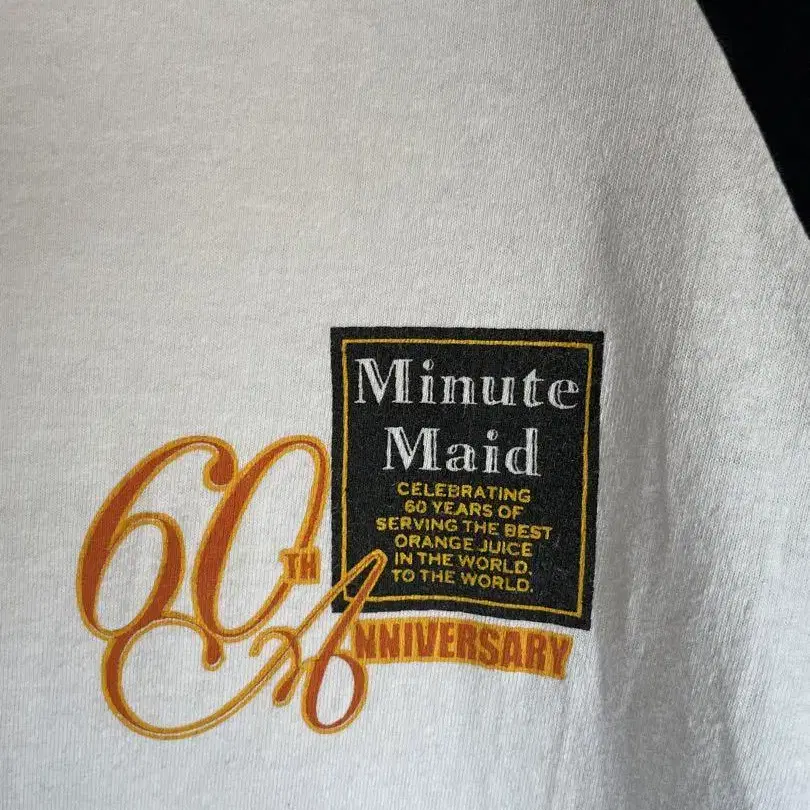 Minute
Maid
CELEBRATING
60 YEARS OF
SERVING THE BEST
ORANGE JUICE
IN THE WORLD.
TO THE WORLD.
60TH
ANNIVERSARY